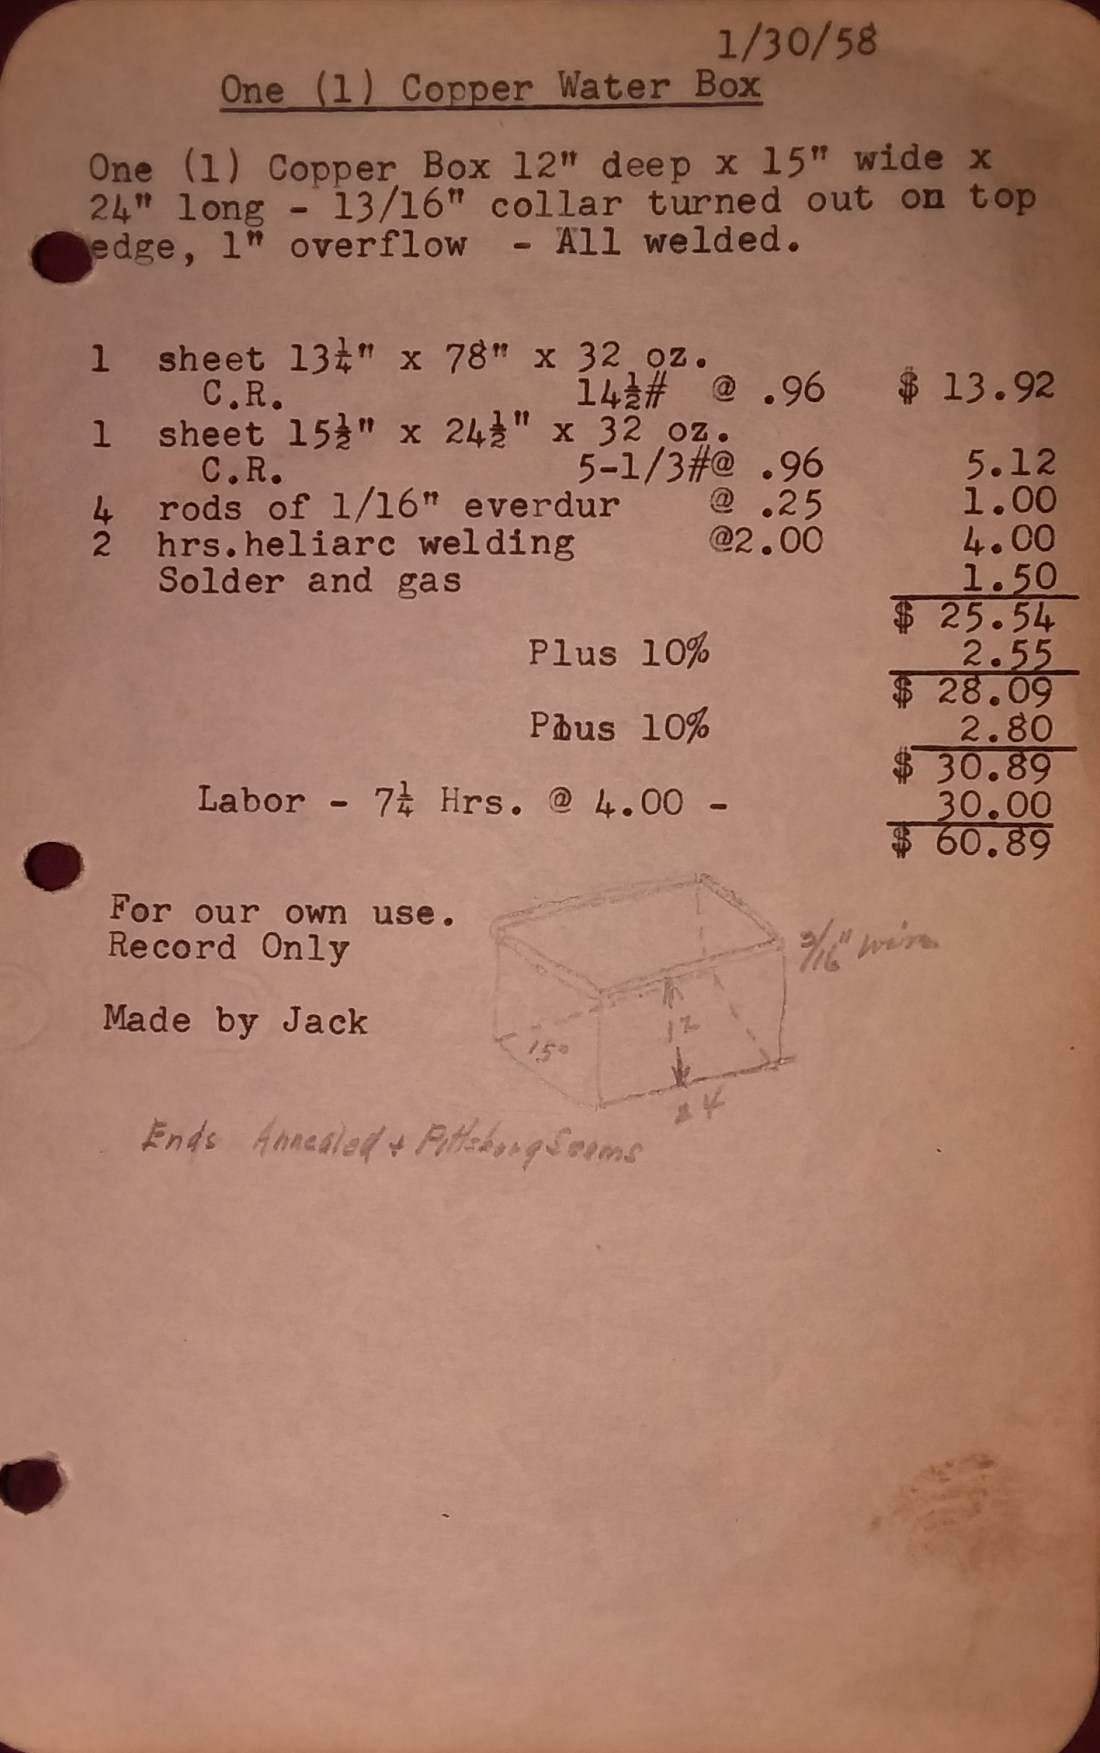 1/30/58
One (1) Copper Water Box
One (1) Copper Box 12" deep x 15" wide x
24" long - 13/16" collar turned out on top
edge, 1" overflow - All welded.
1 sheet 13¼" x 78" x 32 oz.
C.R. 14½# @ .96 $ 13.92
1 sheet 15½" x 24½" x 32 oz.
C.R. 5-1/3#@ .96 5.12
4 rods of 1/16" everdur @ .25 1.00
2 hrs.heliarc welding @2.00 4.00
Solder and gas 1.50
$ 25.54
Plus 10% 2.55
$ 28.09
Plus 10% 2.80
$ 30.89
Labor - 7¼ Hrs. @ 4.00 - 30.00
$ 60.89
For our own use.
Record Only
3/16" wire
Made by Jack
12
15"
24
Ends Annealed + Pittsburg Seems